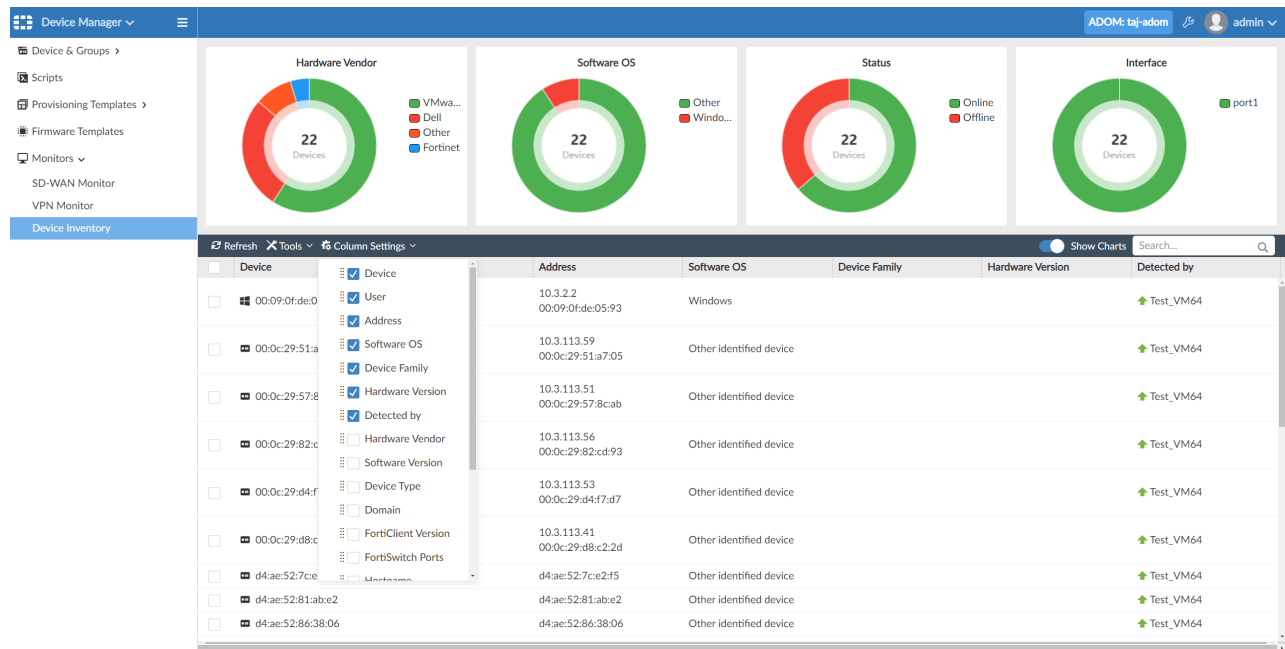 Device Manager
ADOM: taj-adom
admin
Device & Groups
Scripts
Provisioning Templates
Firmware Templates
Monitors
SD-WAN Monitor
VPN Monitor
Device Inventory
Hardware Vendor
22
Devices
VMwa...
Dell
Other
Fortinet
Software OS
22
Devices
Other
Windo...
Status
22
Devices
Online
Offline
Interface
22
Devices
port1
Refresh Tools Column Settings Show Charts Search...
Device Address Software OS Device Family Hardware Version Detected by
Device
User
Address
Software OS
Device Family
Hardware Version
Detected by
Hardware Vendor
Software Version
Device Type
Domain
FortiClient Version
FortiSwitch Ports
Hostname
00:09:0f:de:0 10.3.2.2 Windows Test_VM64
00:09:0f:de:05:93
00:0c:29:51:a 10.3.113.59 Other identified device Test_VM64
00:0c:29:51:a7:05
00:0c:29:57:8 10.3.113.51 Other identified device Test_VM64
00:0c:29:57:8c:ab
00:0c:29:82:c 10.3.113.56 Other identified device Test_VM64
00:0c:29:82:cd:93
00:0c:29:d4:f 10.3.113.53 Other identified device Test_VM64
00:0c:29:d4:f7:d7
00:0c:29:d8:c 10.3.113.41 Other identified device Test_VM64
00:0c:29:d8:c2:2d
d4:ae:52:7c:e d4:ae:52:7c:e2:f5 Other identified device Test_VM64
d4:ae:52:81:ab:e2 d4:ae:52:81:ab:e2 Other identified device Test_VM64
d4:ae:52:86:38:06 d4:ae:52:86:38:06 Other identified device Test_VM64